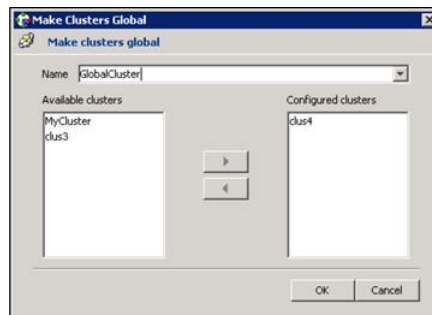 Make Clusters Global
Make clusters global
Name GlobalCluster
Available clusters
MyCluster
clus3
Configured clusters
clus4
OK Cancel